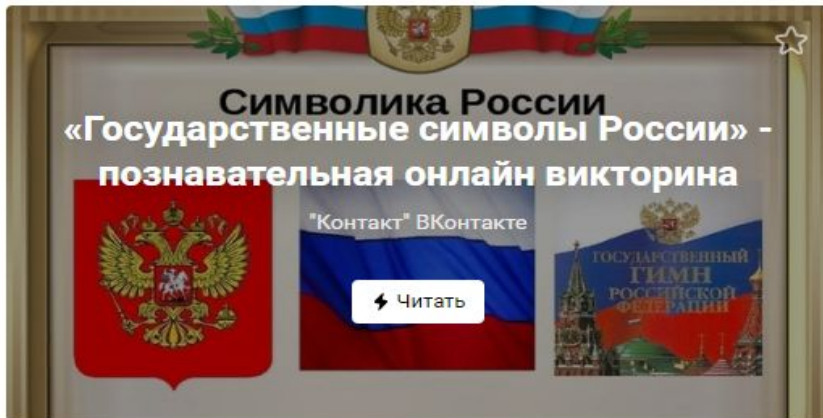 Символика России
«Государственные символы России» -
познавательная онлайн викторина
"Контакт" ВКонтакте
Читать
ГОСУДАРСТВЕННЫЙ
ГИМН
РОССИЙСКОЙ
ФЕДЕРАЦИИ